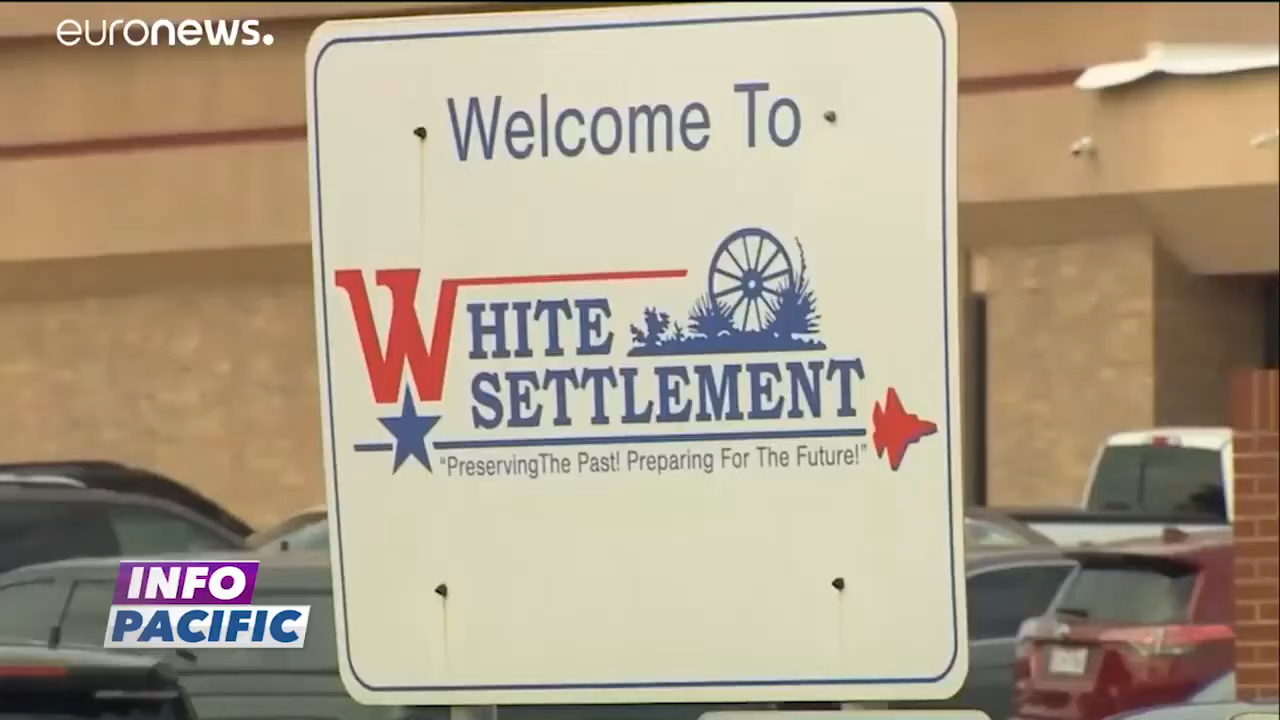 euronews.
Welcome To
WHITE
SETTLEMENT
"PreservingThe Past! Preparing For The Future!"
INFO
PACIFIC